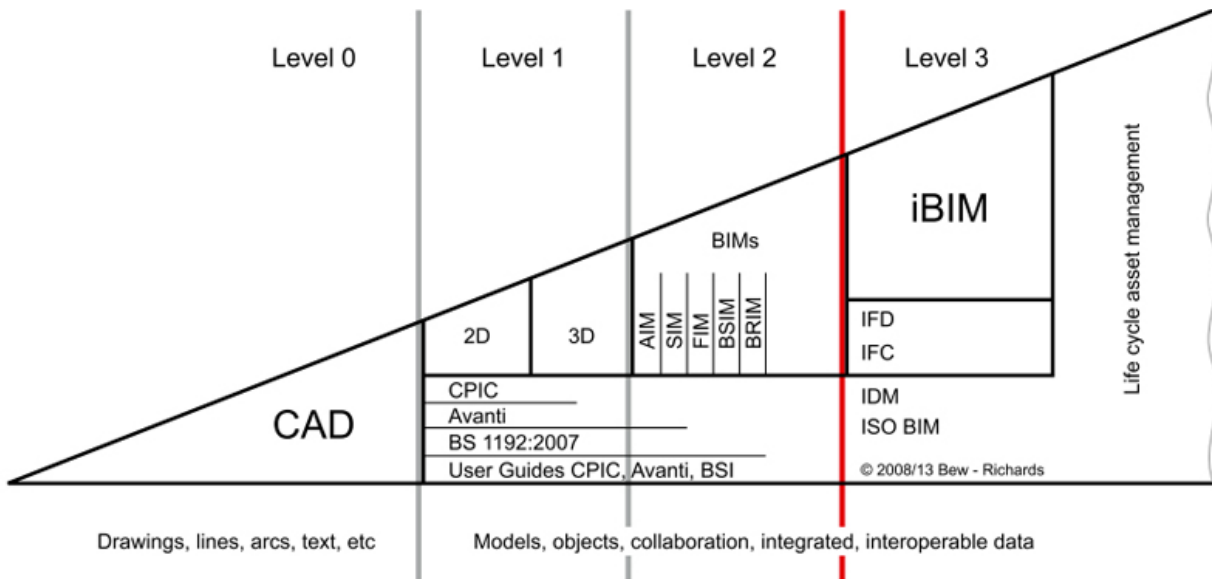 Level 0
Level 1
Level 2
Level 3
iBIM
BIMs
2D
3D
AIM
SIM
FIM
BSIM
BRIM
IFD
IFC
Life cycle asset management
CAD
CPIC
Avanti
BS 1192:2007
User Guides CPIC, Avanti, BSI
IDM
ISO BIM
© 2008/13 Bew - Richards
Drawings, lines, arcs, text, etc
Models, objects, collaboration, integrated, interoperable data